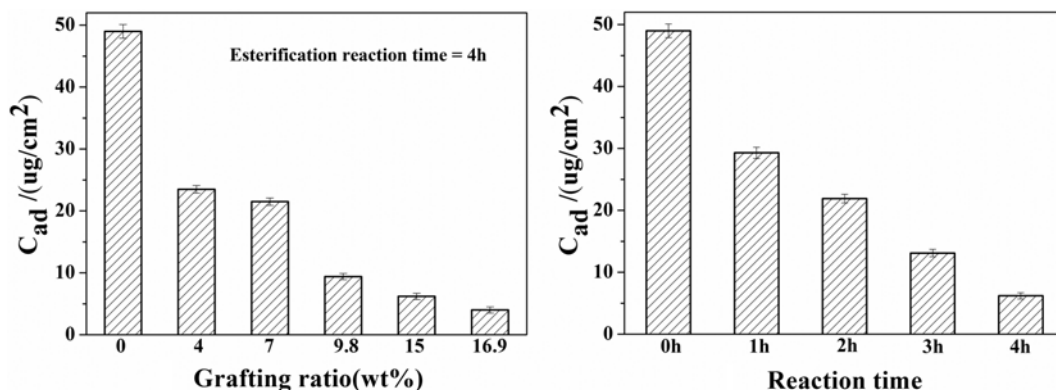 50
40
30
20
10
0
C_ad /(ug/cm²)
Esterification reaction time = 4h
0 4 7 9.8 15 16.9
Grafting ratio(wt%)
50
40
30
20
10
0
C_ad /(ug/cm²)
0h 1h 2h 3h 4h
Reaction time